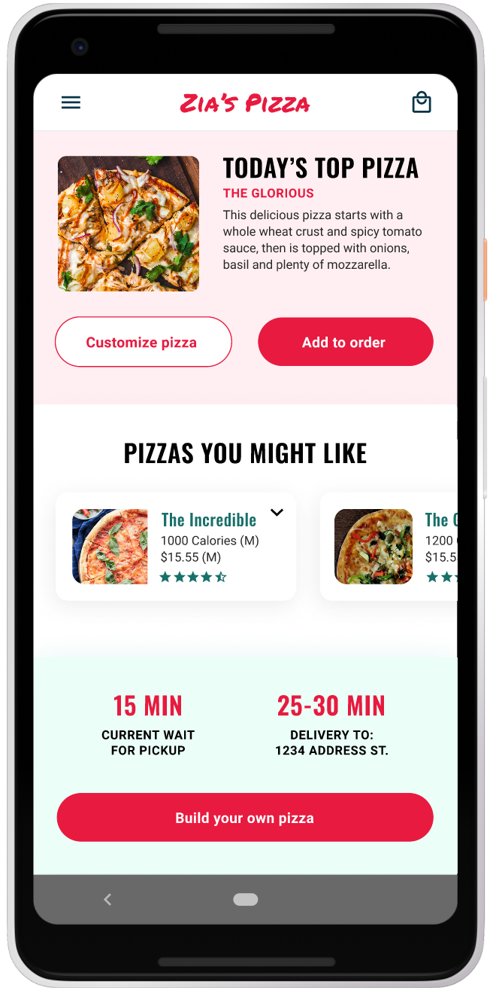 Zia's Pizza
TODAY'S TOP PIZZA
THE GLORIOUS
This delicious pizza starts with a
whole wheat crust and spicy tomato
sauce, then is topped with onions,
basil and plenty of mozzarella.
Customize pizza
Add to order
PIZZAS YOU MIGHT LIKE
The Incredible
1000 Calories (M)
$15.55 (M)
The
1200
$15.5
15 MIN
CURRENT WAIT
FOR PICKUP
25-30 MIN
DELIVERY TO:
1234 ADDRESS ST.
Build your own pizza